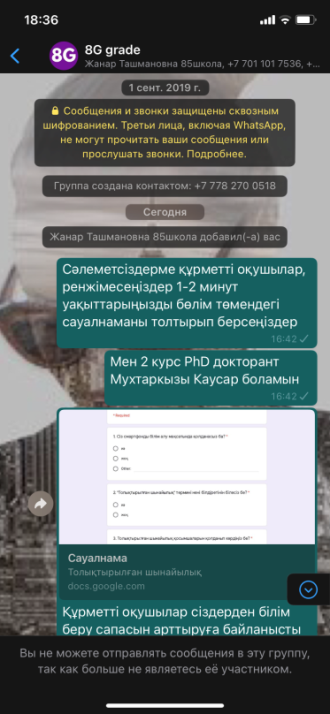 18:36
8G
8G grade
Жанар Ташмановна 85школа, +7 701 101 7536, +...
1 сент. 2019 г.
Сообщения и звонки защищены сквозным
шифрованием. Третьи лица, включая WhatsApp,
не могут прочитать ваши сообщения или
прослушать звонки. Подробнее.
Группа создана контактом: +7 778 270 0518
Сегодня
Жанар Ташмановна 85школа добавил(-а) вас
Сәлеметсіздерме құрметті оқушылар,
ренжімесеңіздер 1-2 минут
уақыттарыңызды бөлім төмендегі
сауалнаманы толтырып берсеңіздер
16:42
Мен 2 курс PhD докторант
Мухтаркызы Каусар боламын
16:42
Сауалнама
Толықтырылған шынайылық
docs.google.com
Құрметті оқушылар сіздерден білім
беру сапасын арттыруға байланысты
Вы не можете отправлять сообщения в эту группу,
так как больше не являетесь её участником.